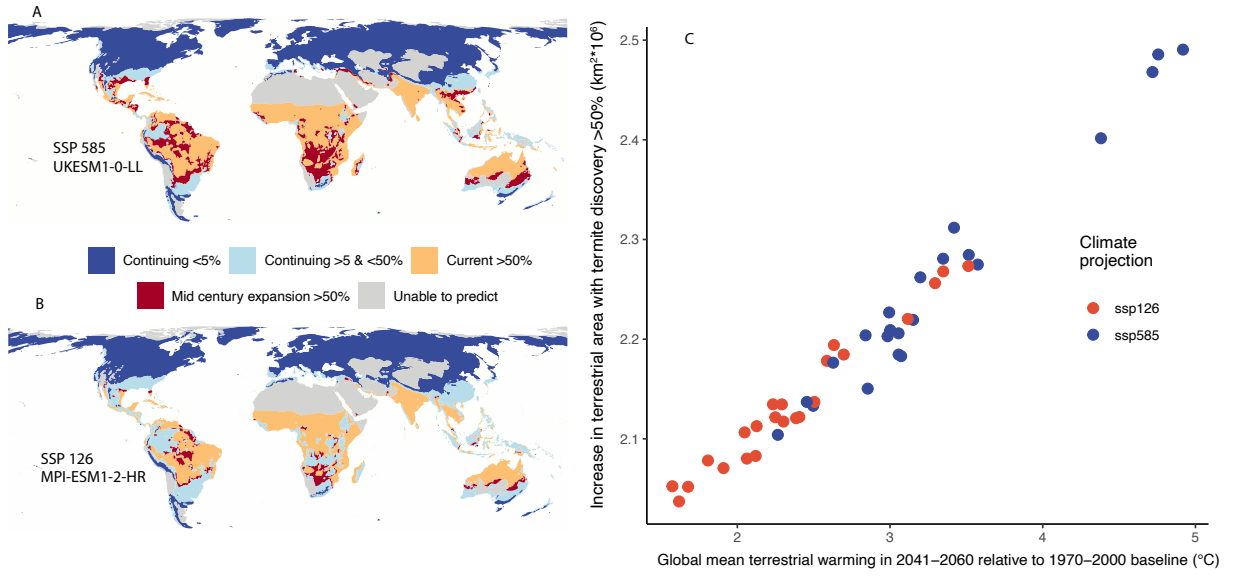 A
SSP 585
UKESM1-0-LL
Continuing <5%
Continuing >5 & <50%
Current >50%
Mid century expansion >50%
Unable to predict
B
SSP 126
MPI-ESM1-2-HR
C
Increase in terrestrial area with termite discovery >50% (km²*10⁶)
2.5
2.4
2.3
2.2
2.1
Climate
projection
ssp126
ssp585
2 3 4 5
Global mean terrestrial warming in 2041–2060 relative to 1970–2000 baseline (°C)